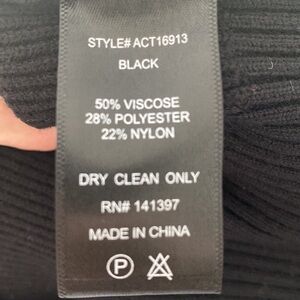 STYLE# ACT16913
BLACK
50% VISCOSE
28% POLYESTER
22% NYLON
DRY CLEAN ONLY
RN# 141397
MADE IN CHINA
P